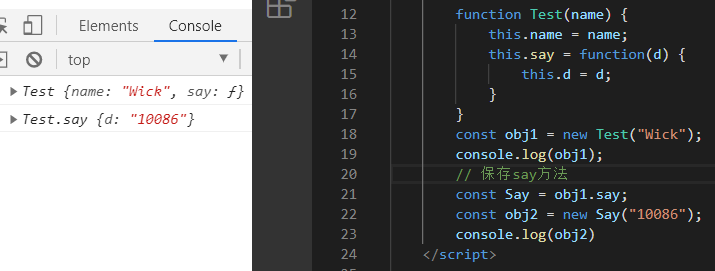 Elements Console
top
Test {name: "Wick", say: ƒ}
Test.say {d: "10086"}
12 function Test(name) {
13 this.name = name;
14 this.say = function(d) {
15 this.d = d;
16 }
17 }
18 const obj1 = new Test("Wick");
19 console.log(obj1);
20 // 保存say方法
21 const Say = obj1.say;
22 const obj2 = new Say("10086");
23 console.log(obj2)
24 </script>